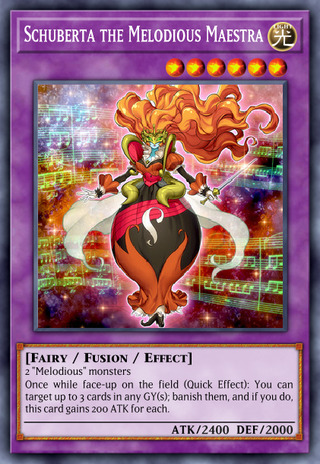 Schuberta the Melodious Maestra
LIGHT
光
[Fairy / Fusion / Effect]
2 "Melodious" monsters
Once while face-up on the field (Quick Effect): You can
target up to 3 cards in any GY(s); banish them, and if you do,
this card gains 200 ATK for each.
ATK/2400 DEF/2000